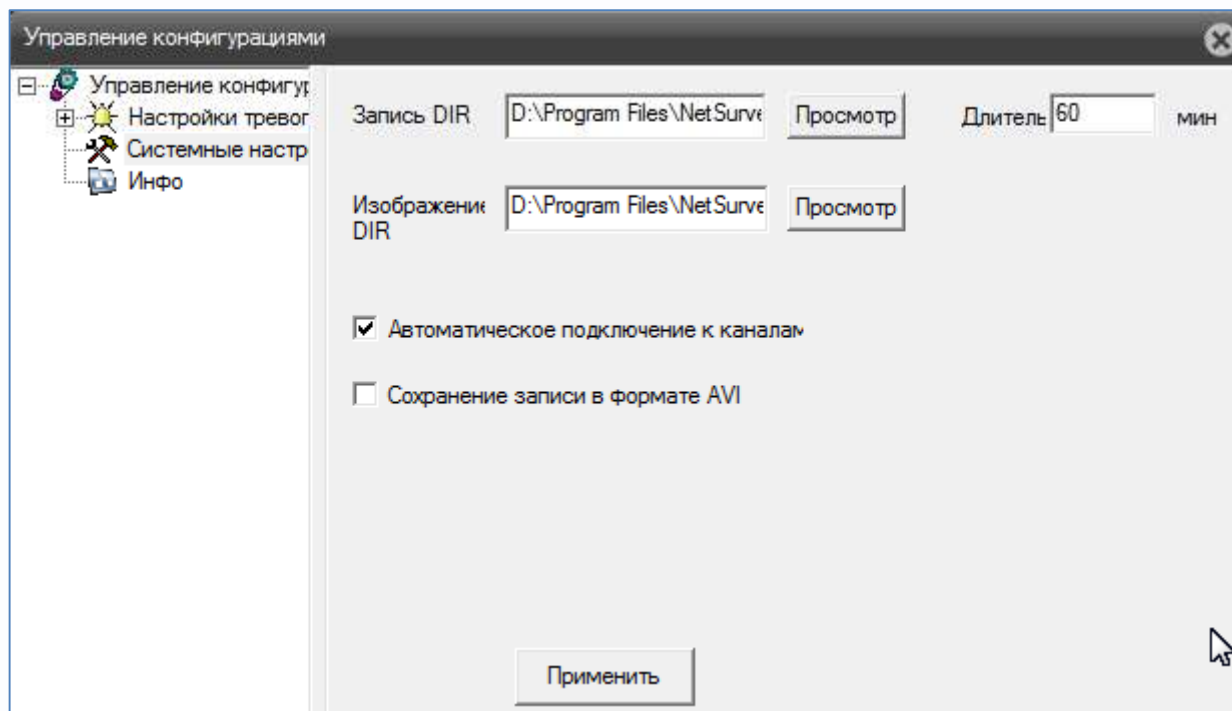 Управление конфигурациями
Управление конфигур
Настройки тревог
Системные настр
Инфо
Запись DIR D:\Program Files\NetSurve Просмотр Длитель 60 мин
Изображение DIR D:\Program Files\NetSurve Просмотр
Автоматическое подключение к каналам
Сохранение записи в формате AVI
Применить